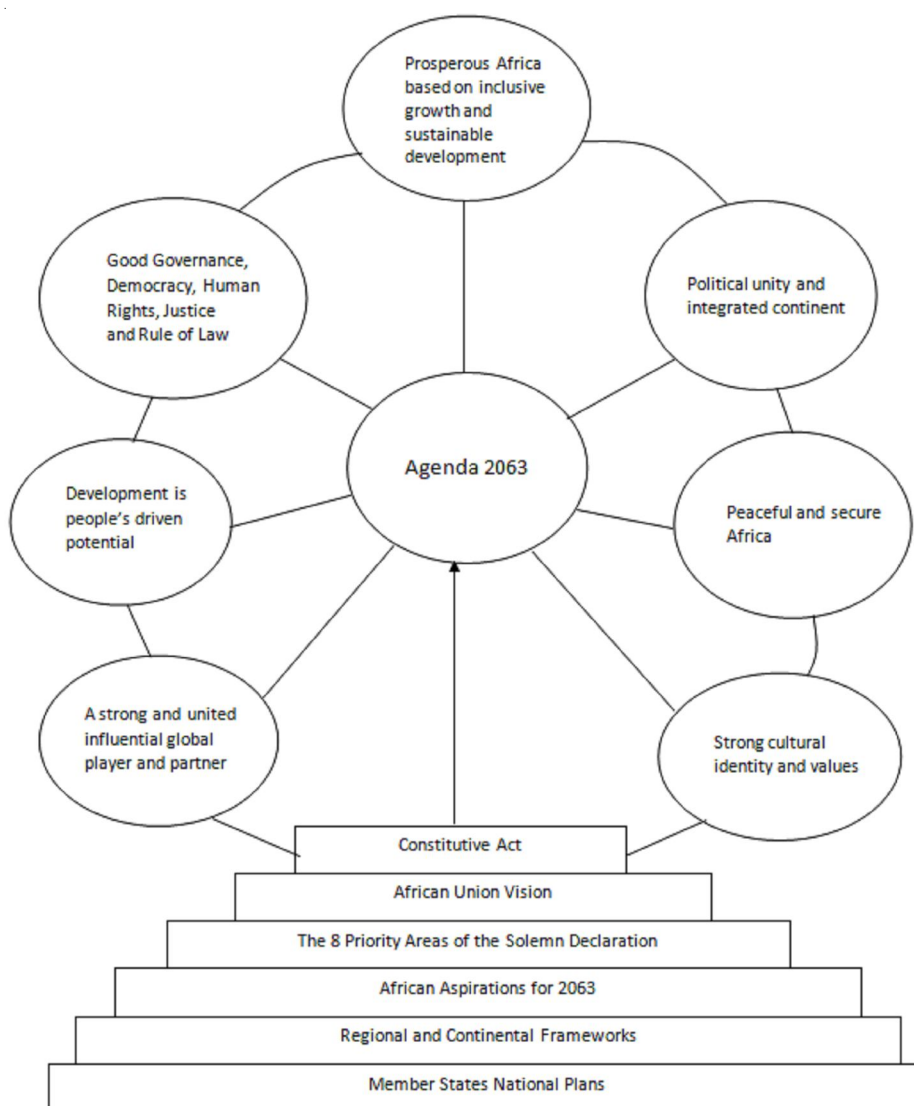 Prosperous Africa
based on inclusive
growth and
sustainable
development
Good Governance,
Democracy, Human
Rights, Justice
and Rule of Law
Political unity and
integrated continent
Agenda 2063
Development is
people's driven
potential
Peaceful and secure
Africa
A strong and united
influential global
player and partner
Strong cultural
identity and values
Constitutive Act
African Union Vision
The 8 Priority Areas of the Solemn Declaration
African Aspirations for 2063
Regional and Continental Frameworks
Member States National Plans